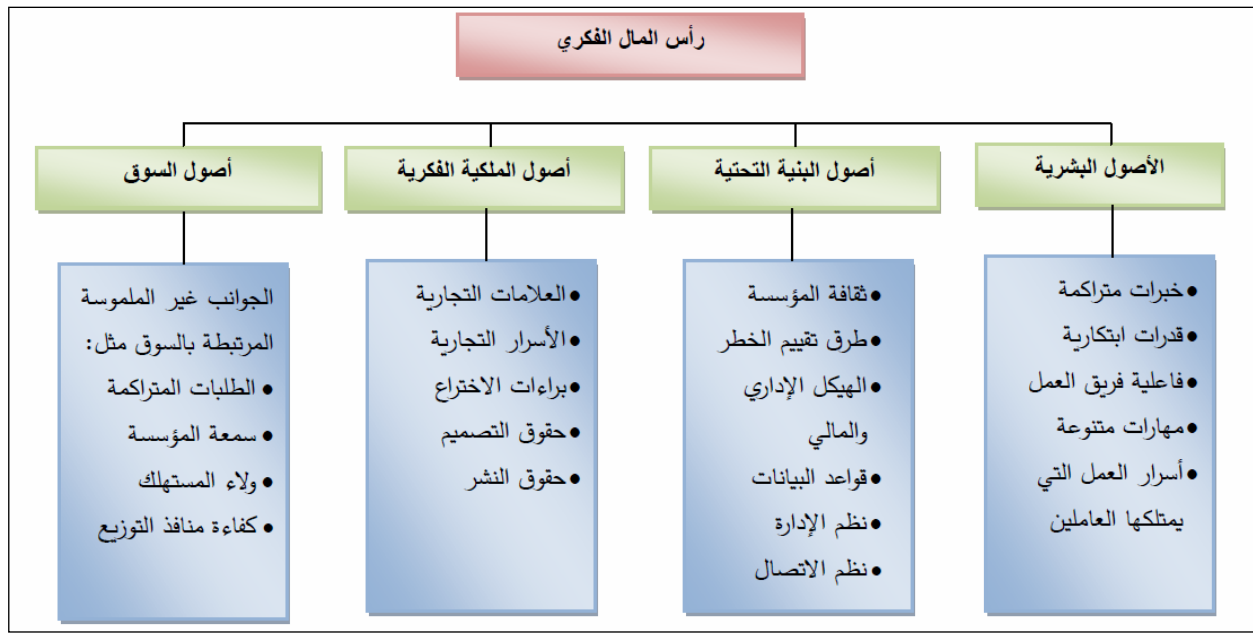 رأس المال الفكري
الأصول البشرية
أصول البنية التحتية
أصول الملكية الفكرية
أصول السوق
•خبرات متراكمة
•قدرات ابتكارية
•فاعلية فريق العمل
•مهارات متنوعة
•أسرار العمل التي
يمتلكها العاملين
•ثقافة المؤسسة
•طرق تقييم الخطر
•الهيكل الإداري
والمالي
•قواعد البيانات
•نظم الإدارة
•نظم الاتصال
•العلامات التجارية
•الأسرار التجارية
•براءات الاختراع
•حقوق التصميم
•حقوق النشر
الجوانب غير الملموسة
المرتبطة بالسوق مثل:
• الطلبات المتراكمة
• سمعة المؤسسة
• ولاء المستهلك
• كفاءة منافذ التوزيع